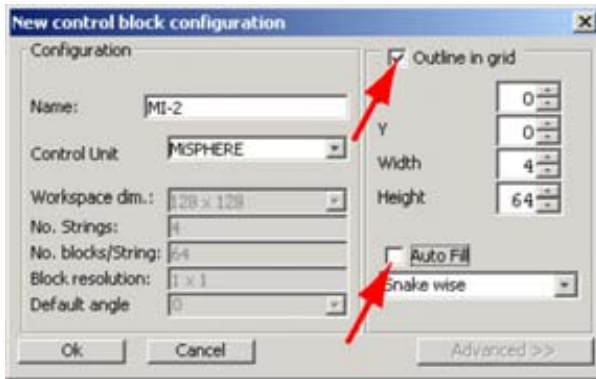 New control block configuration
Configuration
Name: MI-2
Control Unit MiSPHERE
Workspace dim.: 128 x 128
No. Strings: 4
No. blocks/String: 64
Block resolution: 1 x 1
Default angle 0
Outline in grid
0
Y 0
Width 4
Height 64
Auto Fill
Snake wise
Ok Cancel Advanced >>